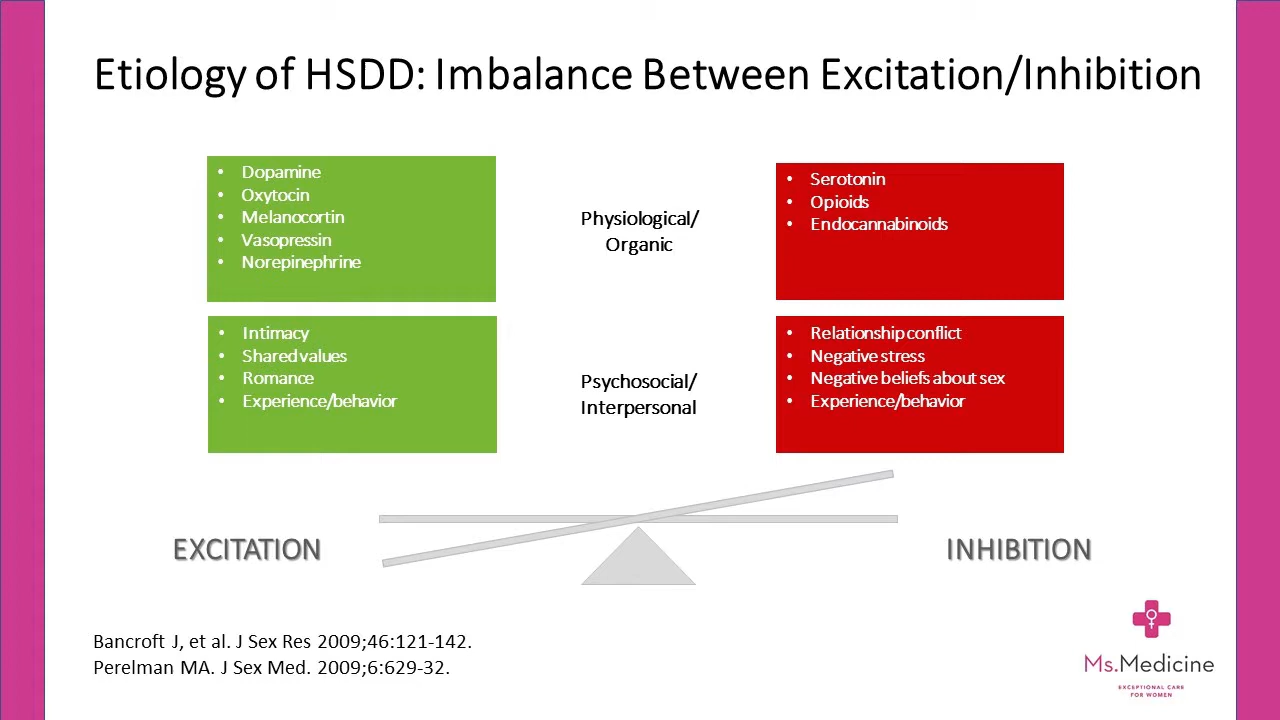 Etiology of HSDD: Imbalance Between Excitation/Inhibition
• Dopamine
• Oxytocin
• Melanocortin
• Vasopressin
• Norepinephrine
Physiological/
Organic
• Serotonin
• Opioids
• Endocannabinoids
• Intimacy
• Shared values
• Romance
• Experience/behavior
Psychosocial/
Interpersonal
• Relationship conflict
• Negative stress
• Negative beliefs about sex
• Experience/behavior
EXCITATION
INHIBITION
Bancroft J, et al. J Sex Res 2009;46:121-142.
Perelman MA. J Sex Med. 2009;6:629-32.
Ms.Medicine
EXCEPTIONAL CARE
FOR WOMEN